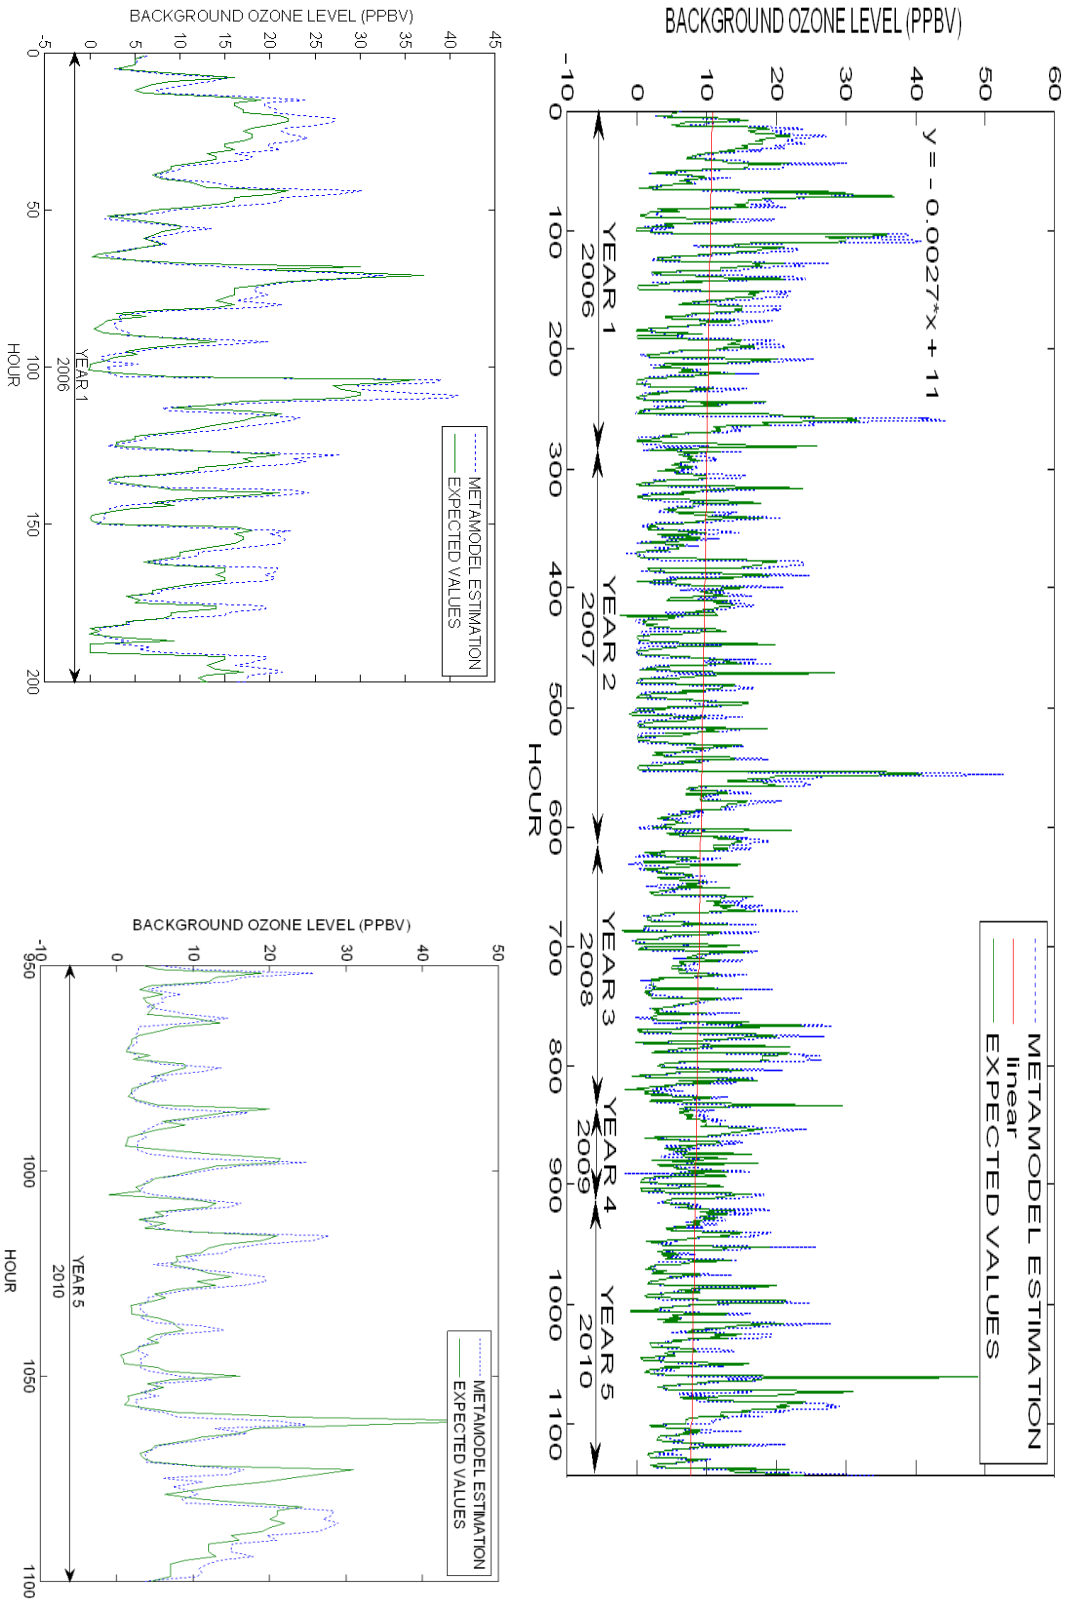 BACKGROUND OZONE LEVEL (PPBV)
60
50
40
30
20
10
0
-10
y = - 0.0027*x + 11
METAMODEL ESTIMATION
linear
EXPECTED VALUES
0
100
200
300
400
500
600
700
800
900
1000
1100
YEAR 1
2006
YEAR 2
2007
YEAR 3
2008
YEAR 4
2009
YEAR 5
2010
HOUR
BACKGROUND OZONE LEVEL (PPBV)
45
40
35
30
25
20
15
10
5
0
-5
METAMODEL ESTIMATION
EXPECTED VALUES
0
50
100
150
200
YEAR 1
2006
HOUR
BACKGROUND OZONE LEVEL (PPBV)
50
40
30
20
10
0
-10
METAMODEL ESTIMATION
EXPECTED VALUES
950
1000
1050
1100
YEAR 5
2010
HOUR